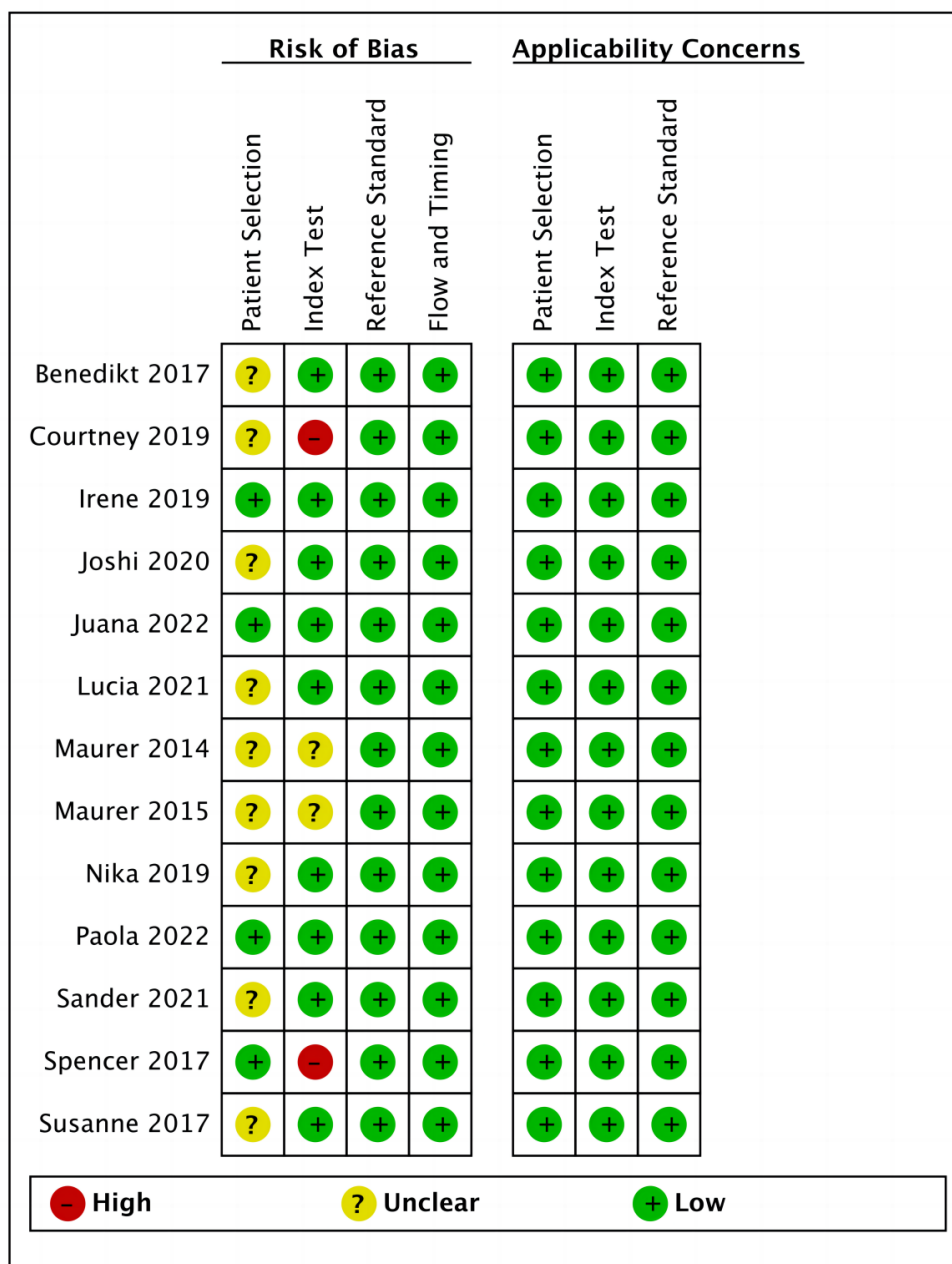 Risk of Bias
Applicability Concerns
Patient Selection
Index Test
Reference Standard
Flow and Timing
Patient Selection
Index Test
Reference Standard
Benedikt 2017 ? + + + + + +
Courtney 2019 ? – + + + + +
Irene 2019 + + + + + + +
Joshi 2020 ? + + + + + +
Juana 2022 + + + + + + +
Lucia 2021 ? + + + + + +
Maurer 2014 ? ? + + + + +
Maurer 2015 ? ? + + + + +
Nika 2019 ? + + + + + +
Paola 2022 + + + + + + +
Sander 2021 ? + + + + + +
Spencer 2017 + – + + + + +
Susanne 2017 ? + + + + + +
– High ? Unclear + Low